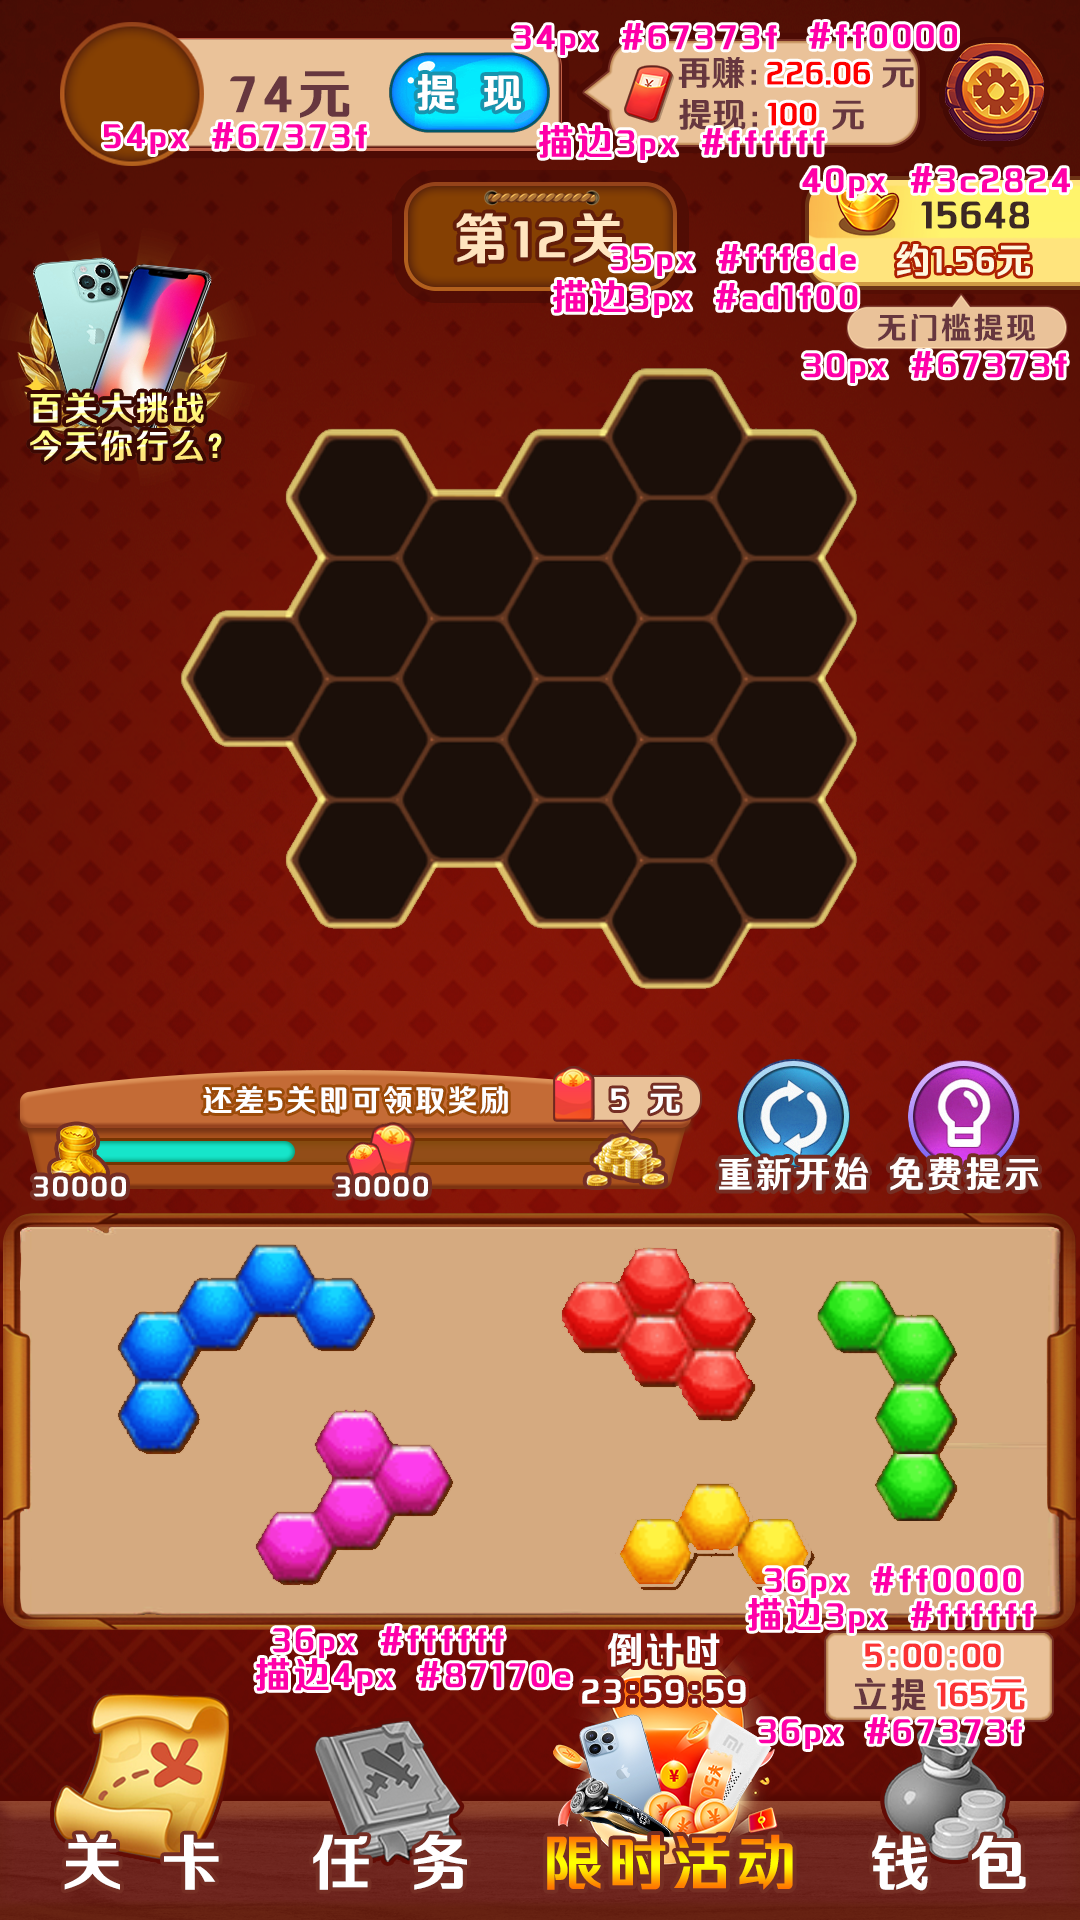 34px #67373f #ff0000
74元
提 现
再赚:226.06 元
提现:100 元
54px #67373f
描边3px #ffffff
40px #3c2824
15648
第12关
约1.56元
35px #fff8de
描边3px #ad1f00
无门槛提现
30px #67373f
百关大挑战
今天你行么?
还差5关即可领取奖励
5 元
30000
30000
重新开始
免费提示
36px #ff0000
描边3px #ffffff
36px #ffffff
描边4px #87170e
倒计时
23:59:59
5:00:00
立提 165元
36px #67373f
关 卡
任 务
限时活动
钱 包